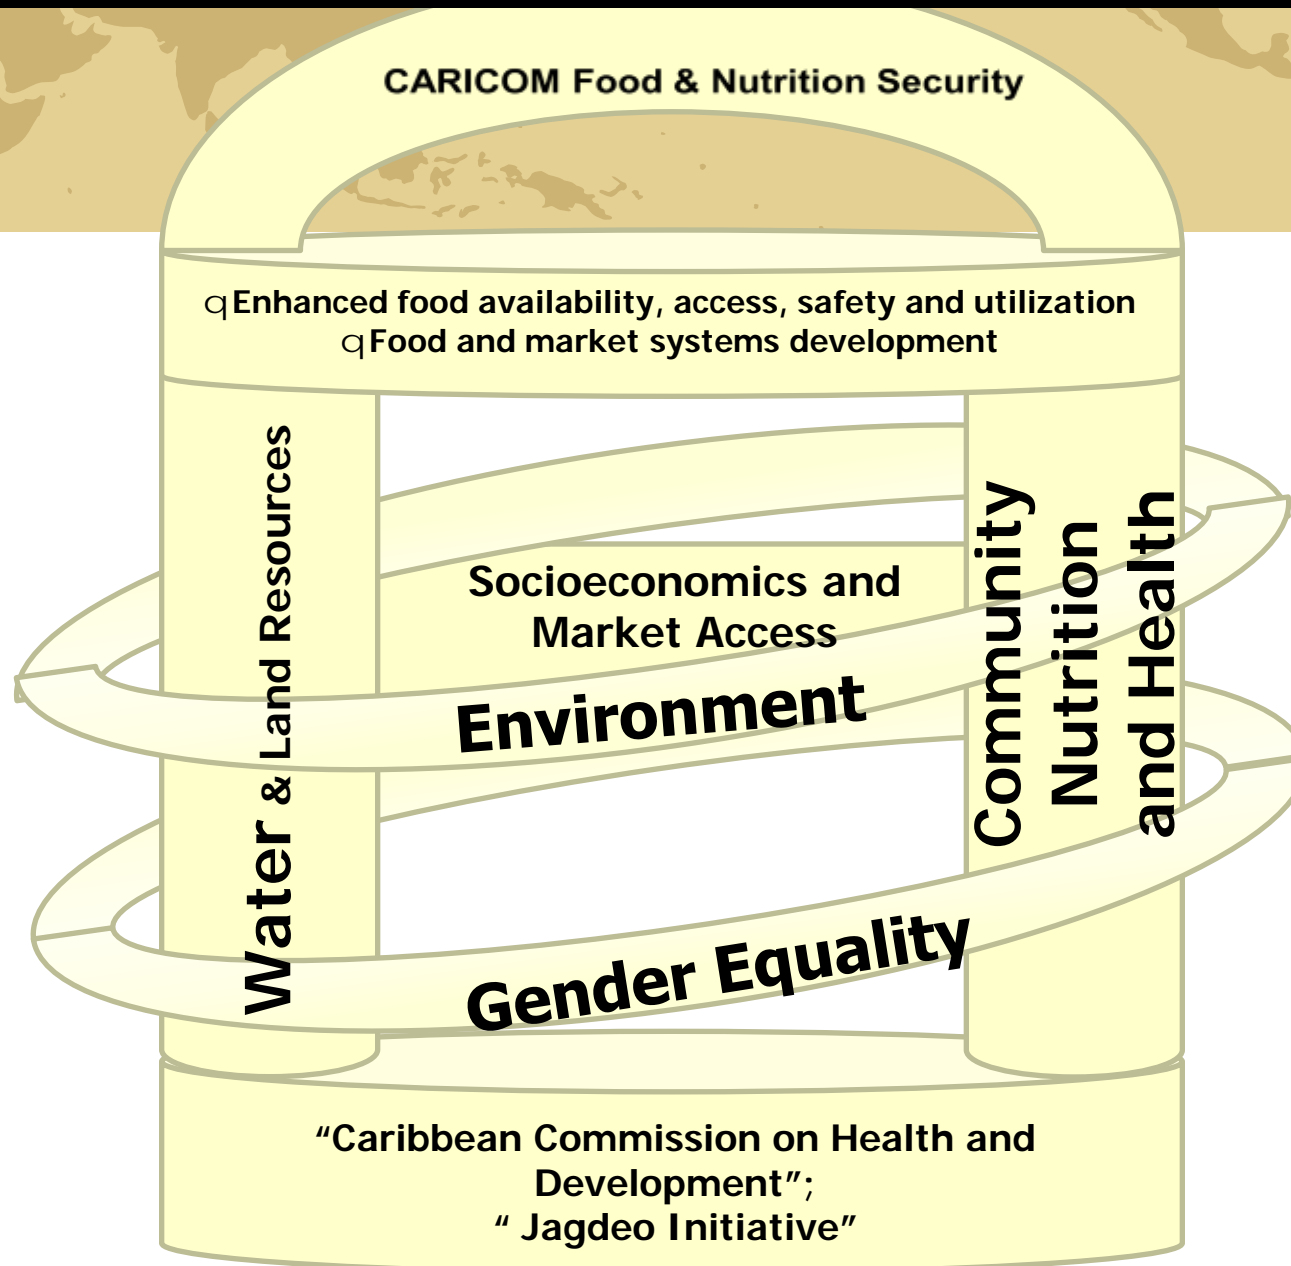 CARICOM Food & Nutrition Security
qEnhanced food availability, access, safety and utilization
qFood and market systems development
Water & Land Resources
Socioeconomics and
Market Access
Community
Nutrition
and Health
Environment
Gender Equality
“Caribbean Commission on Health and
Development”;
“ Jagdeo Initiative”